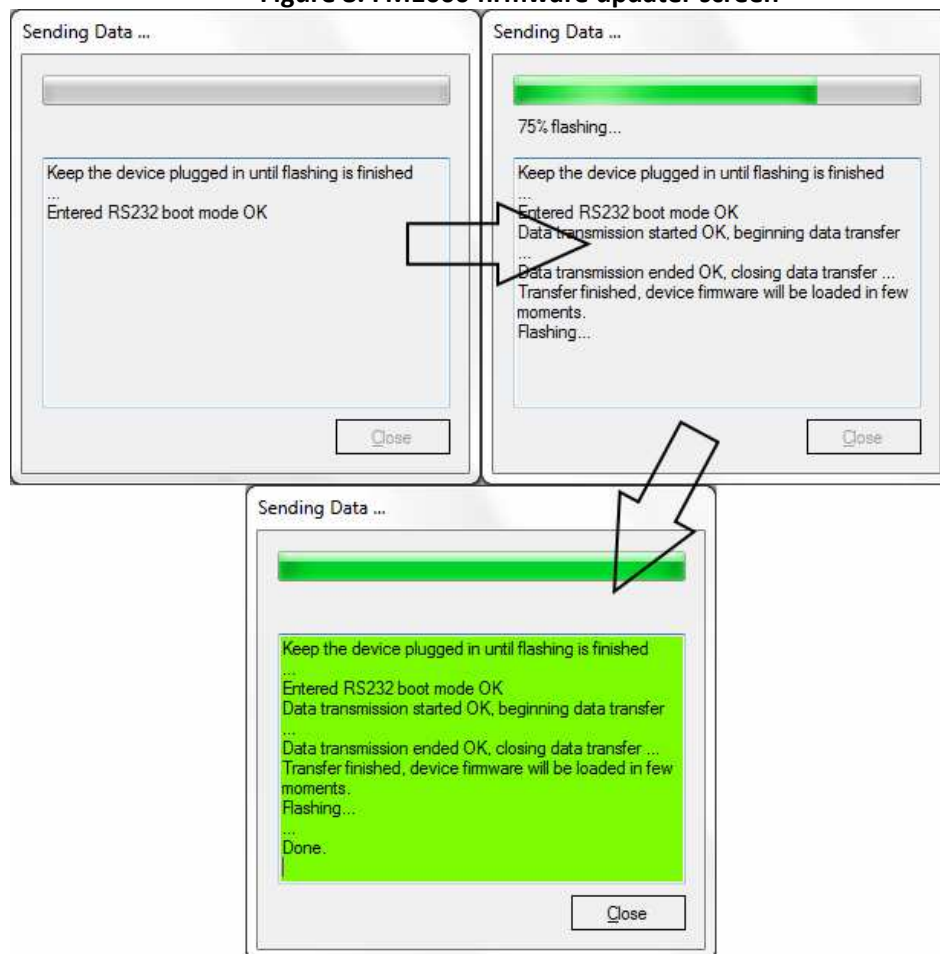 Figure firmware updater screen
Sending Data ...
Keep the device plugged in until flashing is finished
...
Entered RS232 boot mode OK
Close
Sending Data ...
75% flashing...
Keep the device plugged in until flashing is finished
...
Entered RS232 boot mode OK
Data transmission started OK, beginning data transfer
...
Data transmission ended OK, closing data transfer ...
Transfer finished, device firmware will be loaded in few
moments.
Flashing...
Close
Sending Data ...
Keep the device plugged in until flashing is finished
...
Entered RS232 boot mode OK
Data transmission started OK, beginning data transfer
...
Data transmission ended OK, closing data transfer ...
Transfer finished, device firmware will be loaded in few
moments.
Flashing...
...
Done.
Close